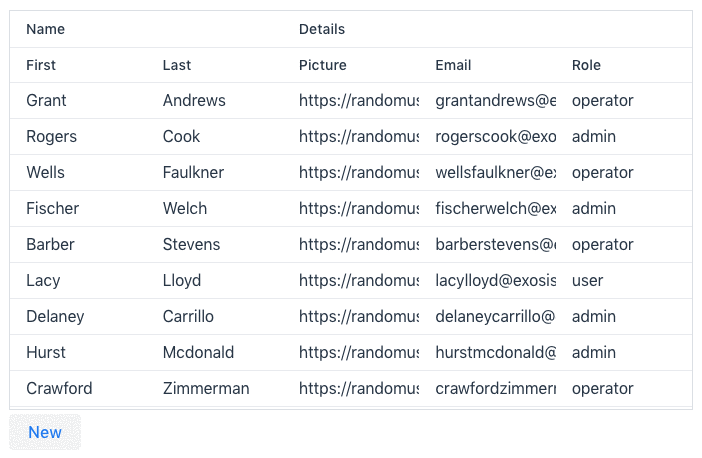 Name Details
First Last Picture Email Role
Grant Andrews https://randomus grantandrews@e operator
Rogers Cook https://randomus rogerscook@exo admin
Wells Faulkner https://randomus wellsfaulkner@ex operator
Fischer Welch https://randomus fischerwelch@ex admin
Barber Stevens https://randomus barberstevens@e operator
Lacy Lloyd https://randomus lacylloyd@exosis user
Delaney Carrillo https://randomus delaneycarrillo@ admin
Hurst Mcdonald https://randomus hurstmcdonald@ admin
Crawford Zimmerman https://randomus crawfordzimmerr operator
New